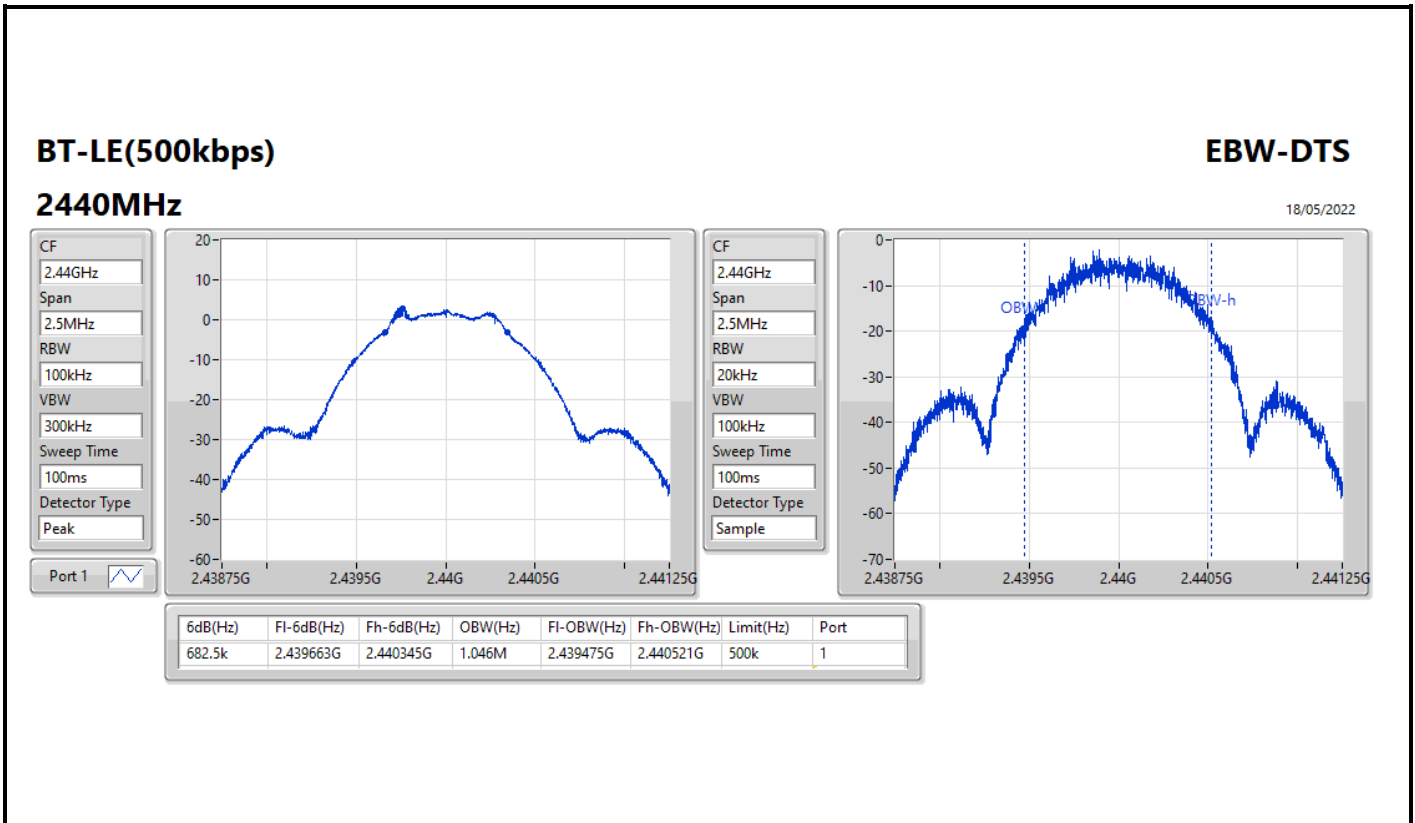 BT-LE(500kbps)
EBW-DTS
2440MHz
18/05/2022
CF
2.44GHz
Span
2.5MHz
RBW
100kHz
VBW
300kHz
Sweep Time
100ms
Detector Type
Peak
Port 1
20
10
0
-10
-20
-30
-40
-50
-60
2.43875G 2.4395G 2.44G 2.4405G 2.44125G
CF
2.44GHz
Span
2.5MHz
RBW
20kHz
VBW
100kHz
Sweep Time
100ms
Detector Type
Sample
0
-10
-20
-30
-40
-50
-60
-70
2.43875G 2.4395G 2.44G 2.4405G 2.44125G
6dB(Hz) Fl-6dB(Hz) Fh-6dB(Hz) OBW(Hz) Fl-OBW(Hz) Fh-OBW(Hz) Limit(Hz) Port
682.5k 2.439663G 2.440345G 1.046M 2.439475G 2.440521G 500k 1